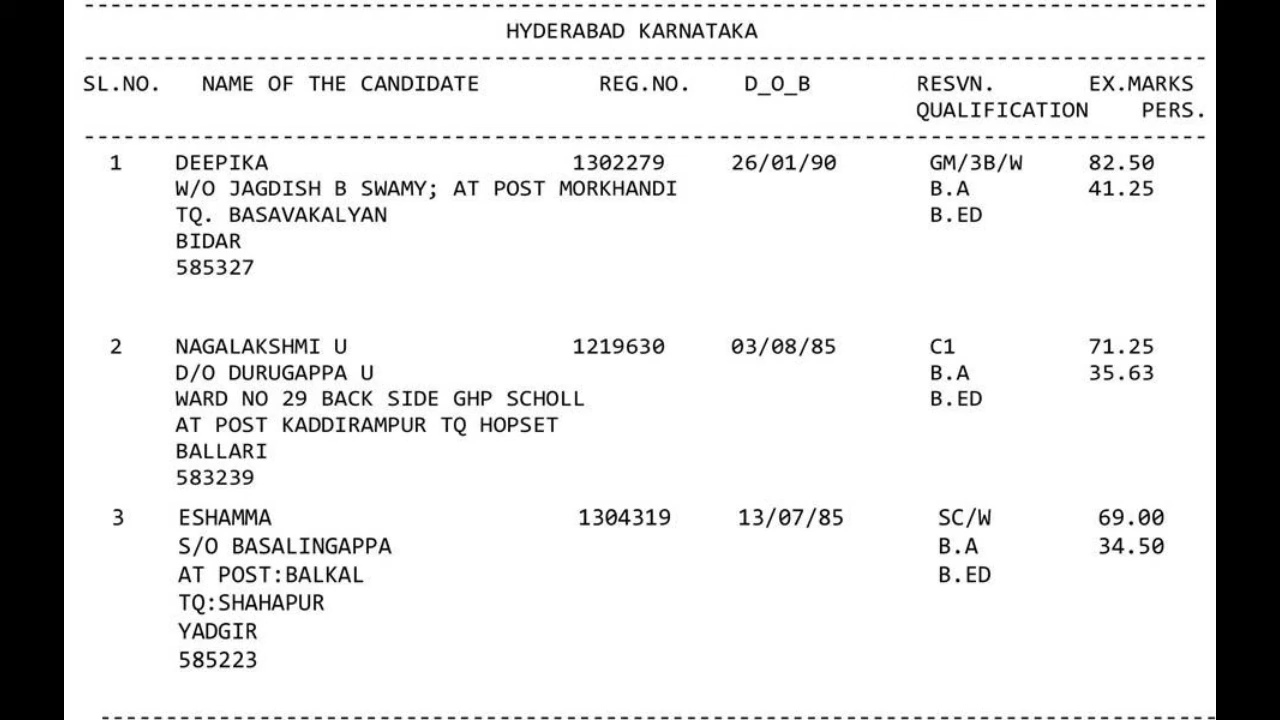 HYDERABAD KARNATAKA
SL.NO. NAME OF THE CANDIDATE REG.NO. D_O_B RESVN. EX.MARKS
QUALIFICATION PERS.
1 DEEPIKA 1302279 26/01/90 GM/3B/W 82.50
W/O JAGDISH B SWAMY; AT POST MORKHANDI B.A 41.25
TQ. BASAVAKALYAN B.ED
BIDAR
585327
2 NAGALAKSHMI U 1219630 03/08/85 C1 71.25
D/O DURUGAPPA U B.A 35.63
WARD NO 29 BACK SIDE GHP SCHOLL B.ED
AT POST KADDIRAMPUR TQ HOPSET
BALLARI
583239
3 ESHAMMA 1304319 13/07/85 SC/W 69.00
S/O BASALINGAPPA B.A 34.50
AT POST:BALKAL B.ED
TQ:SHAHAPUR
YADGIR
585223